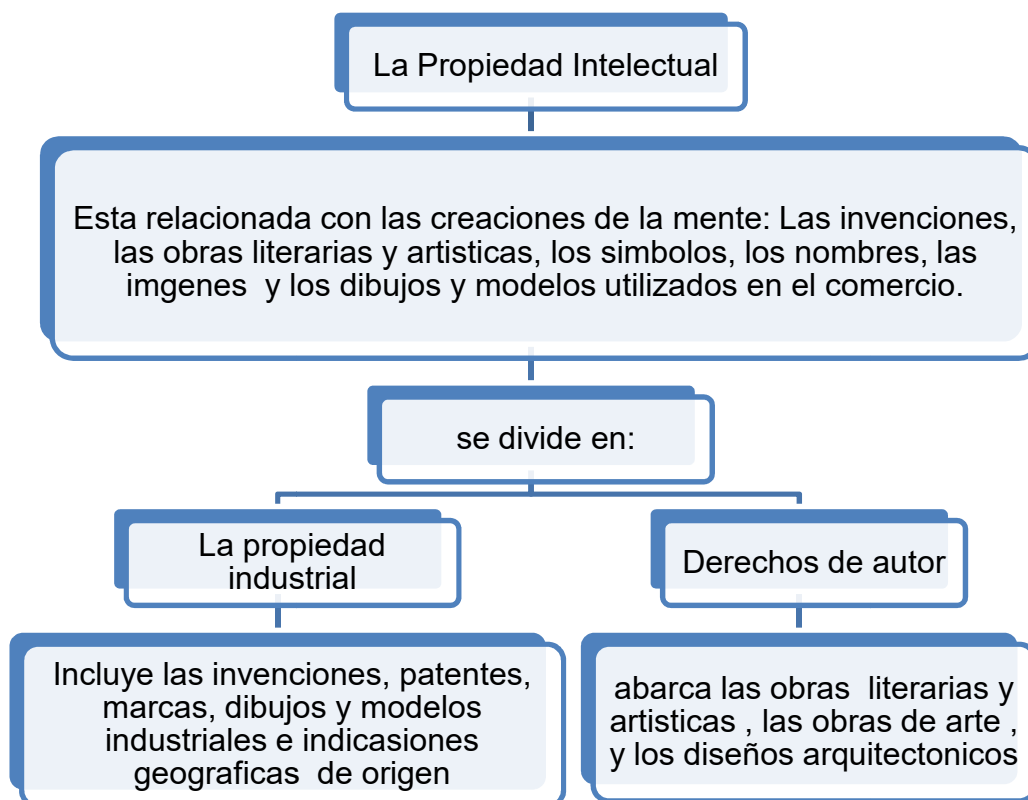 La Propiedad Intelectual
Esta relacionada con las creaciones de la mente: Las invenciones,
las obras literarias y artisticas, los simbolos, los nombres, las
imgenes y los dibujos y modelos utilizados en el comercio.
se divide en:
La propiedad
industrial
Derechos de autor
Incluye las invenciones, patentes,
marcas, dibujos y modelos
industriales e indicasiones
geograficas de origen
abarca las obras literarias y
artisticas , las obras de arte ,
y los diseños arquitectonicos